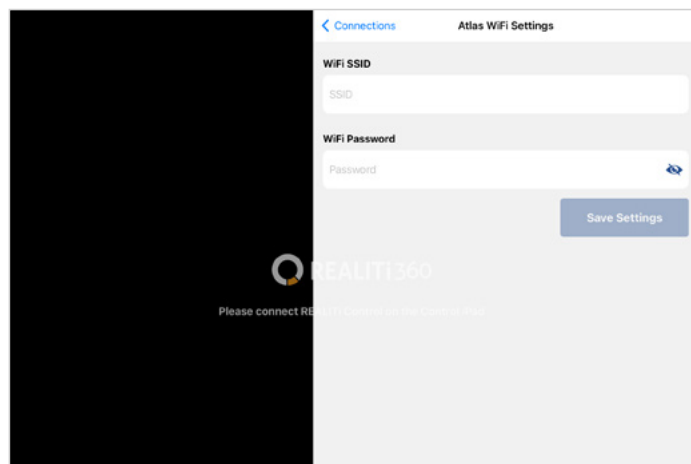 Connections
Atlas WiFi Settings
WiFi SSID
SSID
WiFi Password
Password
Save Settings
REALITi360
Please connect REALITi Control on the Control iPad